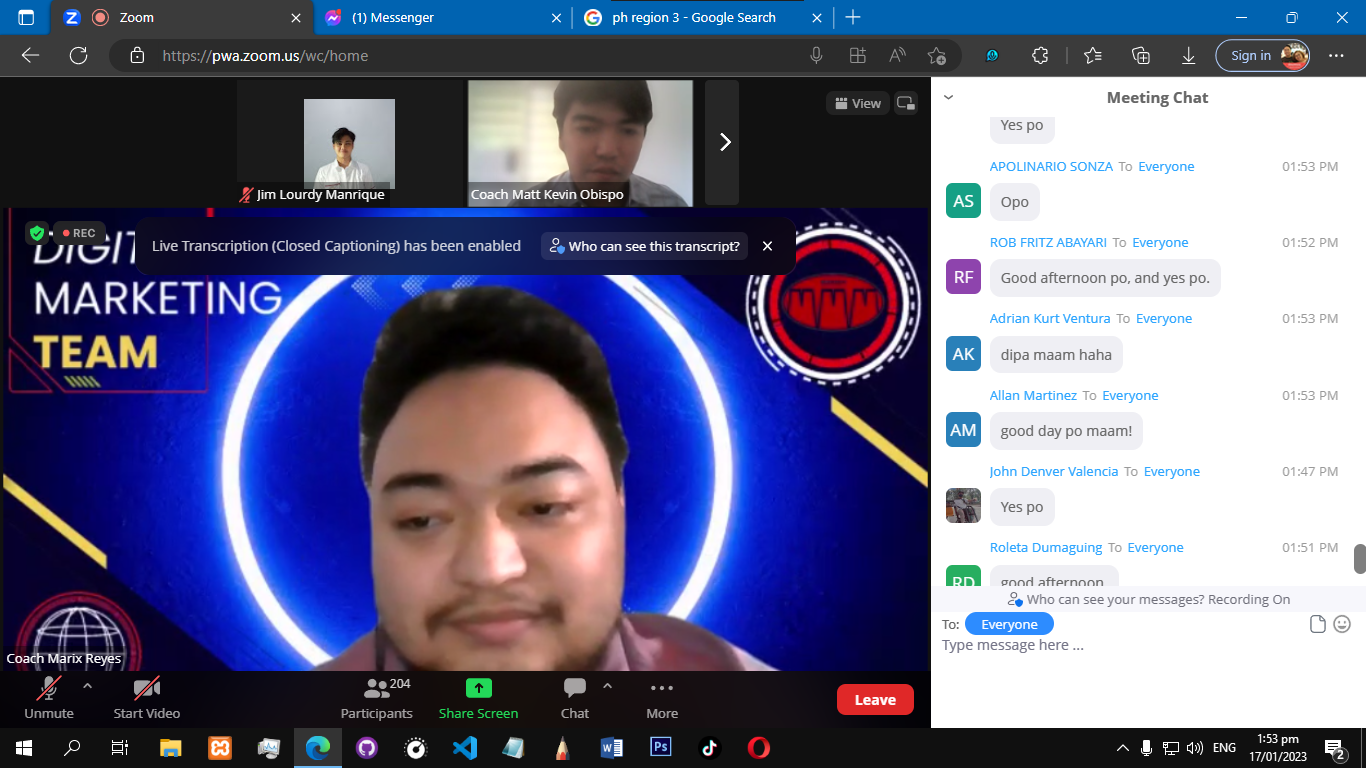 Zoom
(1) Messenger
ph region 3 - Google Search
https://pwa.zoom.us/wc/home
Sign in
View
Jim Lourdy Manrique
Coach Matt Kevin Obispo
REC
Live Transcription (Closed Captioning) has been enabled
Who can see this transcript?
MARKETING
TEAM
Coach Marix Reyes
Unmute
Start Video
204
Participants
Share Screen
Chat
More
Leave
Meeting Chat
Yes po
APOLINARIO SONZA To Everyone 01:53 PM
AS
Opo
ROB FRITZ ABAYARI To Everyone 01:52 PM
RF
Good afternoon po, and yes po.
Adrian Kurt Ventura To Everyone 01:53 PM
AK
dipa maam haha
Allan Martinez To Everyone 01:53 PM
AM
good day po maam!
John Denver Valencia To Everyone 01:47 PM
Yes po
Roleta Dumaguing To Everyone 01:51 PM
RD
good afternoon
Who can see your messages? Recording On
To: Everyone
Type message here ...
Ps
ENG
1:53 pm
17/01/2023
2